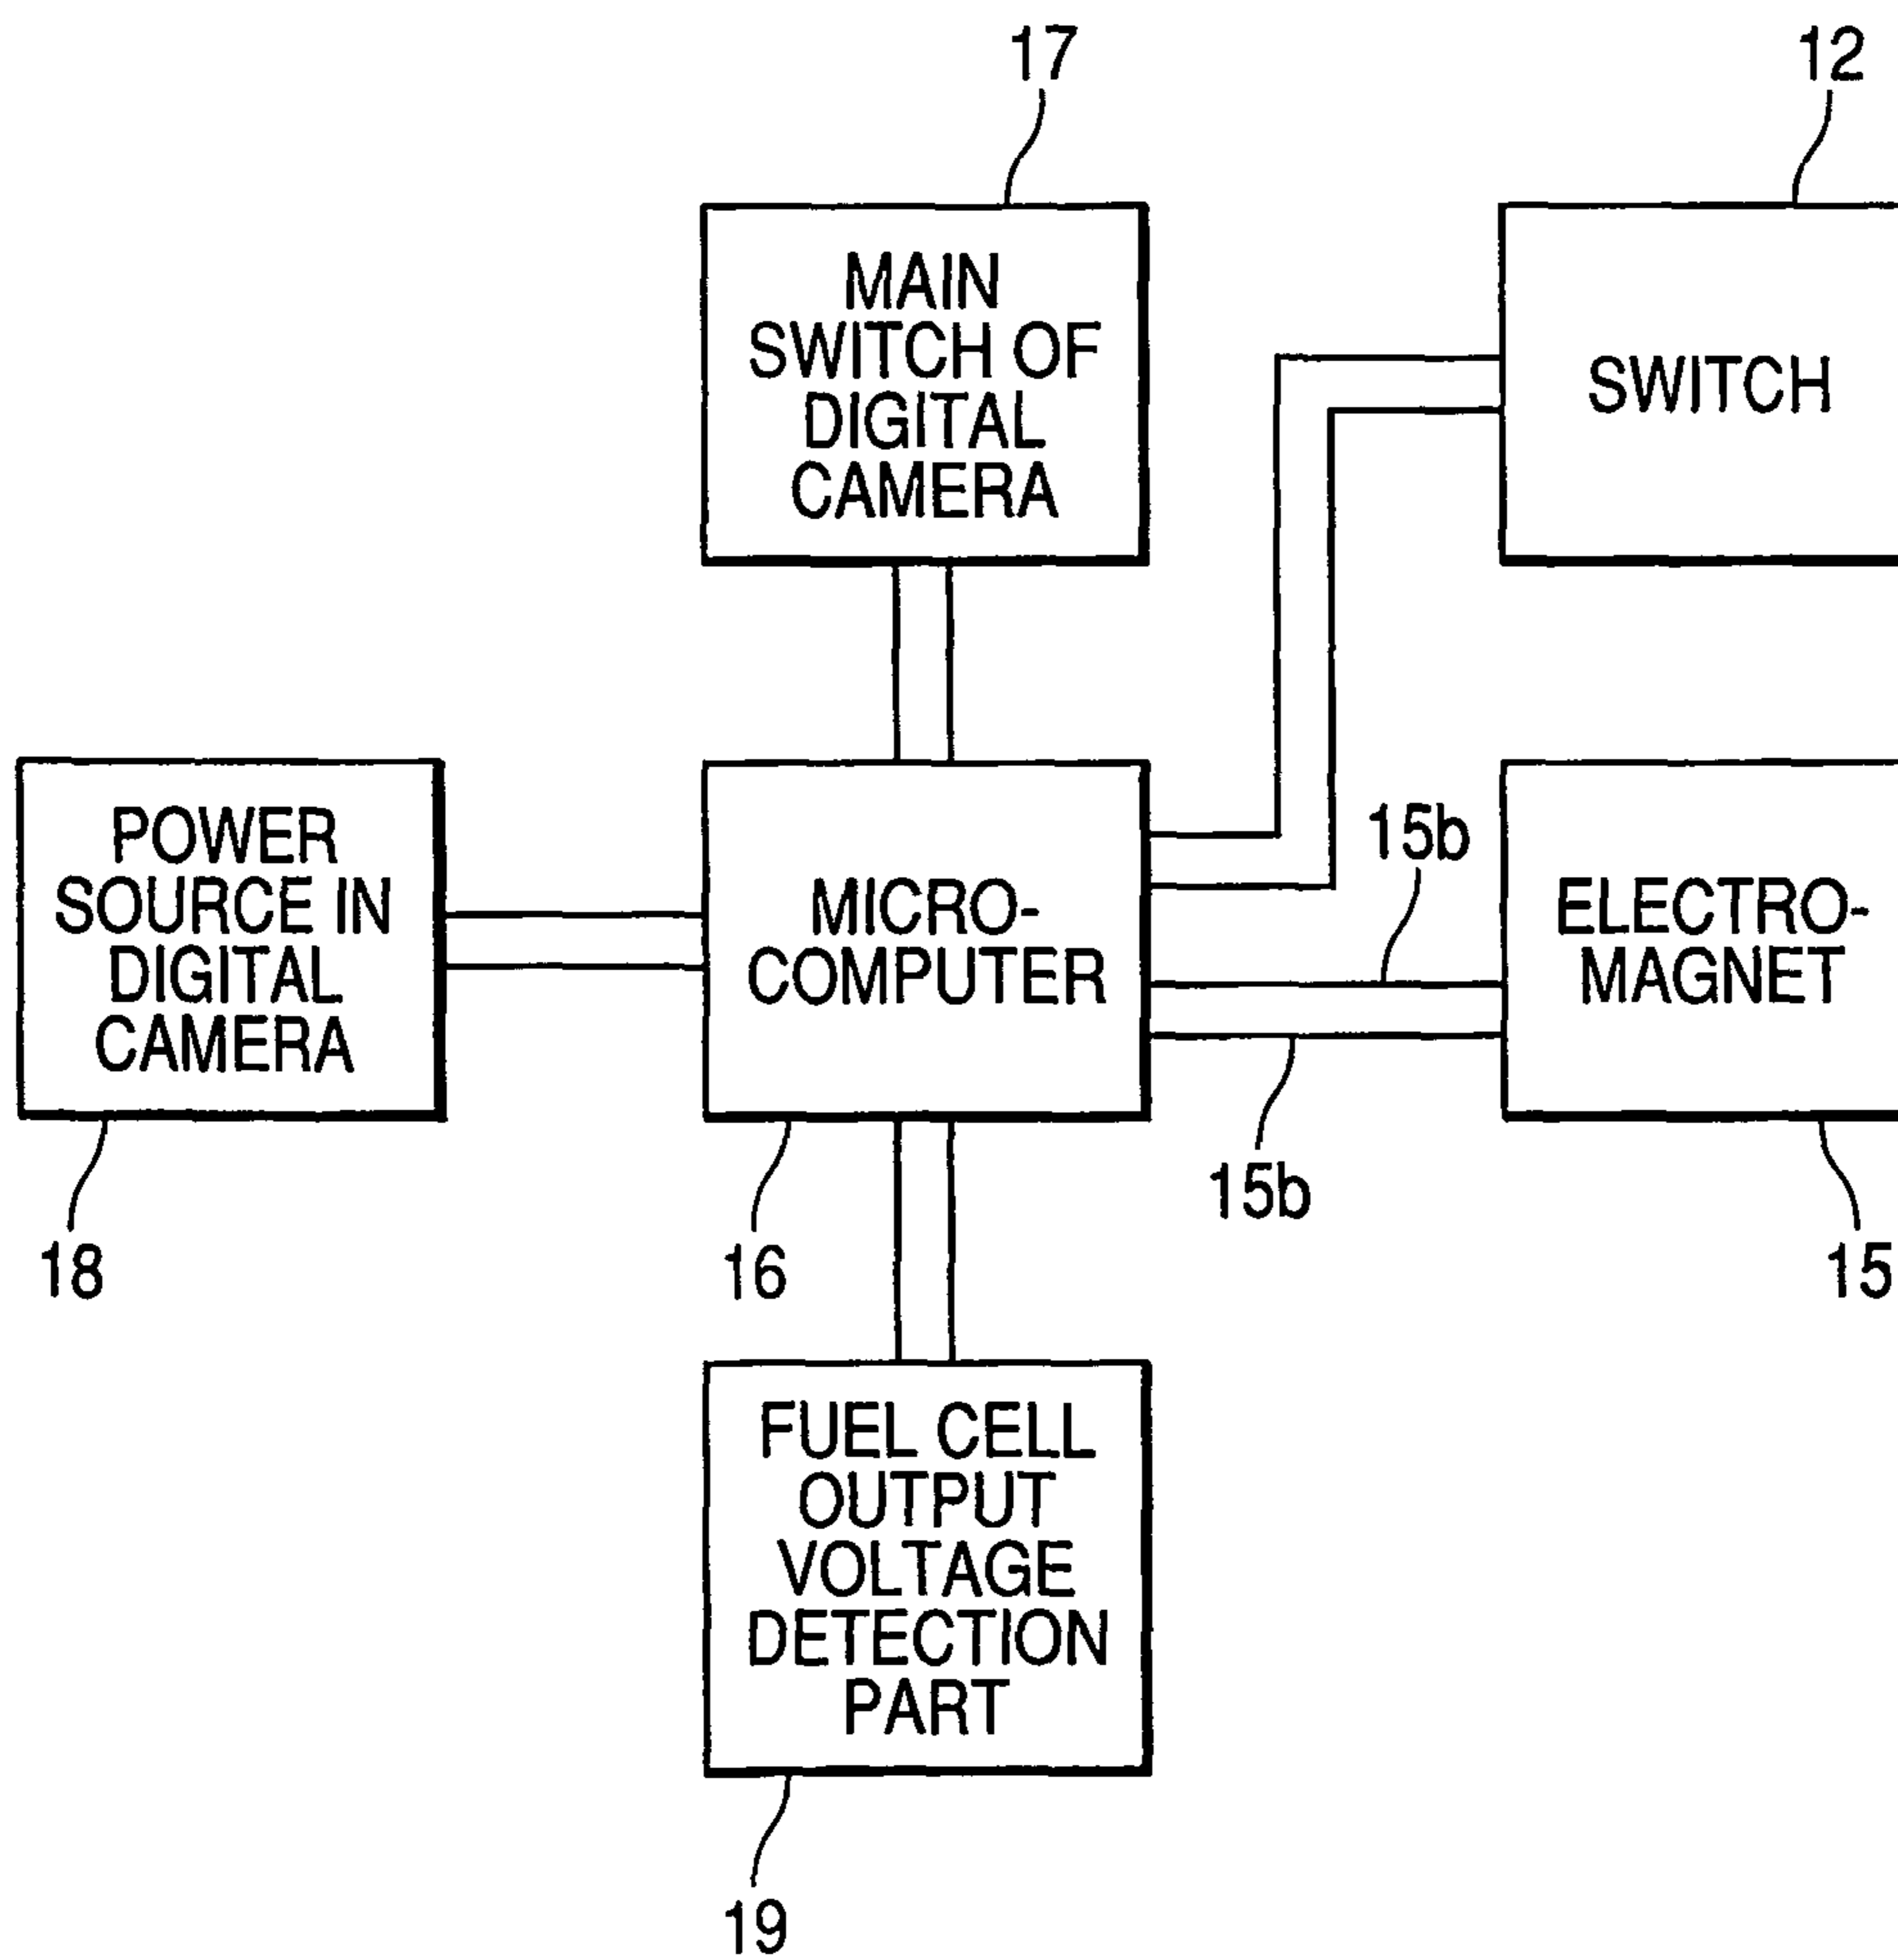 17
12
MAIN
SWITCH OF
DIGITAL
CAMERA
SWITCH
POWER
SOURCE IN
DIGITAL
CAMERA
MICRO-
COMPUTER
15b
ELECTRO-
MAGNET
15b
18
16
15
FUEL CELL
OUTPUT
VOLTAGE
DETECTION
PART
19